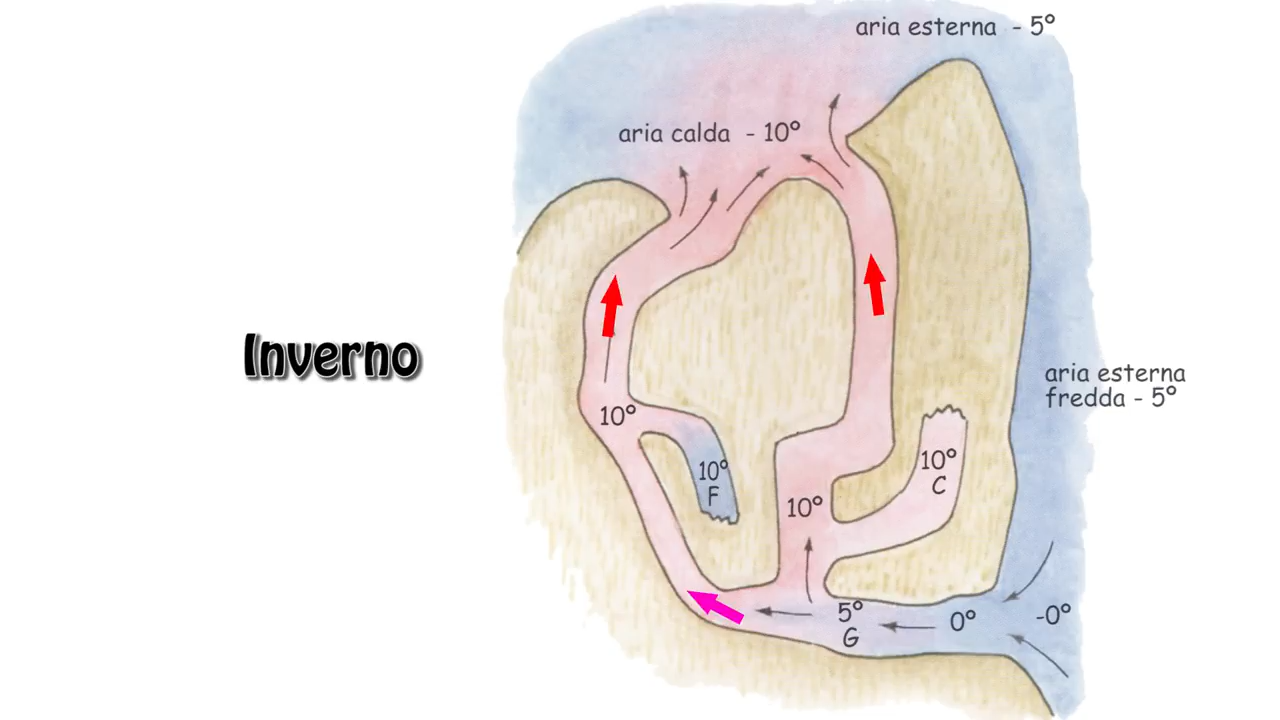 aria esterna - 5°
aria calda - 10°
Inverno
aria esterna
fredda - 5°
10°
10°
F
10°
C
10°
5°
G
0°
-0°